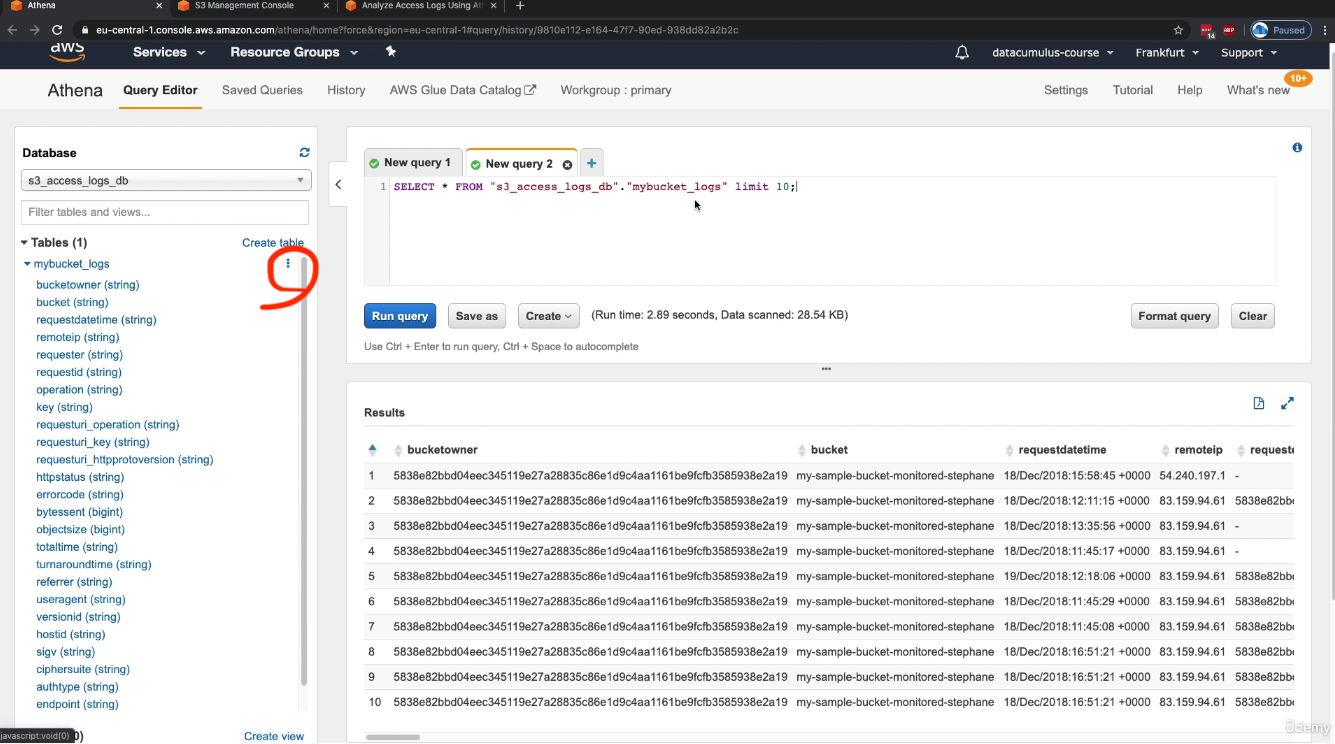 Athena
S3 Management Console
Analyze Access Logs Using Ath
eu-central-1.console.aws.amazon.com/athena/home?force&region=eu-central-1#query/history/9810e112-e164-47f7-90ed-938dd82a2b2c
14
ABP
Paused
aws
Services
Resource Groups
datacumulus-course
Frankfurt
Support
Athena
Query Editor
Saved Queries
History
AWS Glue Data Catalog
Workgroup : primary
Settings
Tutorial
Help
What's new
10+
Database
s3_access_logs_db
Filter tables and views...
Tables (1)
Create table
mybucket_logs
bucketowner (string)
bucket (string)
requestdatetime (string)
remoteip (string)
requester (string)
requestid (string)
operation (string)
key (string)
requesturi_operation (string)
requesturi_key (string)
requesturi_httpprotoversion (string)
httpstatus (string)
errorcode (string)
bytessent (bigint)
objectsize (bigint)
totaltime (string)
turnaroundtime (string)
referrer (string)
useragent (string)
versionid (string)
hostid (string)
sigv (string)
ciphersuite (string)
authtype (string)
endpoint (string)
0)
Create view
javascript:void(0)
New query 1
New query 2
1 SELECT * FROM "s3_access_logs_db"."mybucket_logs" limit 10;
Run query
Save as
Create
(Run time: 2.89 seconds, Data scanned: 28.54 KB)
Format query
Clear
Use Ctrl + Enter to run query, Ctrl + Space to autocomplete
Results
bucketowner bucket requestdatetime remoteip requeste
1 5838e82bbd04eec345119e27a28835c86e1d9c4aa1161be9fcfb3585938e2a19 my-sample-bucket-monitored-stephane 18/Dec/2018:15:58:45 +0000 54.240.197.1 -
2 5838e82bbd04eec345119e27a28835c86e1d9c4aa1161be9fcfb3585938e2a19 my-sample-bucket-monitored-stephane 18/Dec/2018:12:11:15 +0000 83.159.94.61 5838e82bbd
3 5838e82bbd04eec345119e27a28835c86e1d9c4aa1161be9fcfb3585938e2a19 my-sample-bucket-monitored-stephane 18/Dec/2018:13:35:56 +0000 83.159.94.61 -
4 5838e82bbd04eec345119e27a28835c86e1d9c4aa1161be9fcfb3585938e2a19 my-sample-bucket-monitored-stephane 18/Dec/2018:11:45:17 +0000 83.159.94.61 -
5 5838e82bbd04eec345119e27a28835c86e1d9c4aa1161be9fcfb3585938e2a19 my-sample-bucket-monitored-stephane 19/Dec/2018:12:18:06 +0000 83.159.94.61 5838e82bbd
6 5838e82bbd04eec345119e27a28835c86e1d9c4aa1161be9fcfb3585938e2a19 my-sample-bucket-monitored-stephane 18/Dec/2018:11:45:29 +0000 83.159.94.61 5838e82bbd
7 5838e82bbd04eec345119e27a28835c86e1d9c4aa1161be9fcfb3585938e2a19 my-sample-bucket-monitored-stephane 18/Dec/2018:11:45:08 +0000 83.159.94.61 5838e82bbd
8 5838e82bbd04eec345119e27a28835c86e1d9c4aa1161be9fcfb3585938e2a19 my-sample-bucket-monitored-stephane 18/Dec/2018:16:51:21 +0000 83.159.94.61 5838e82bbd
9 5838e82bbd04eec345119e27a28835c86e1d9c4aa1161be9fcfb3585938e2a19 my-sample-bucket-monitored-stephane 18/Dec/2018:16:51:21 +0000 83.159.94.61 5838e82bbd
10 5838e82bbd04eec345119e27a28835c86e1d9c4aa1161be9fcfb3585938e2a19 my-sample-bucket-monitored-stephane 18/Dec/2018:16:51:21 +0000 83.159.94.61 5838e82bbd
ûdemy